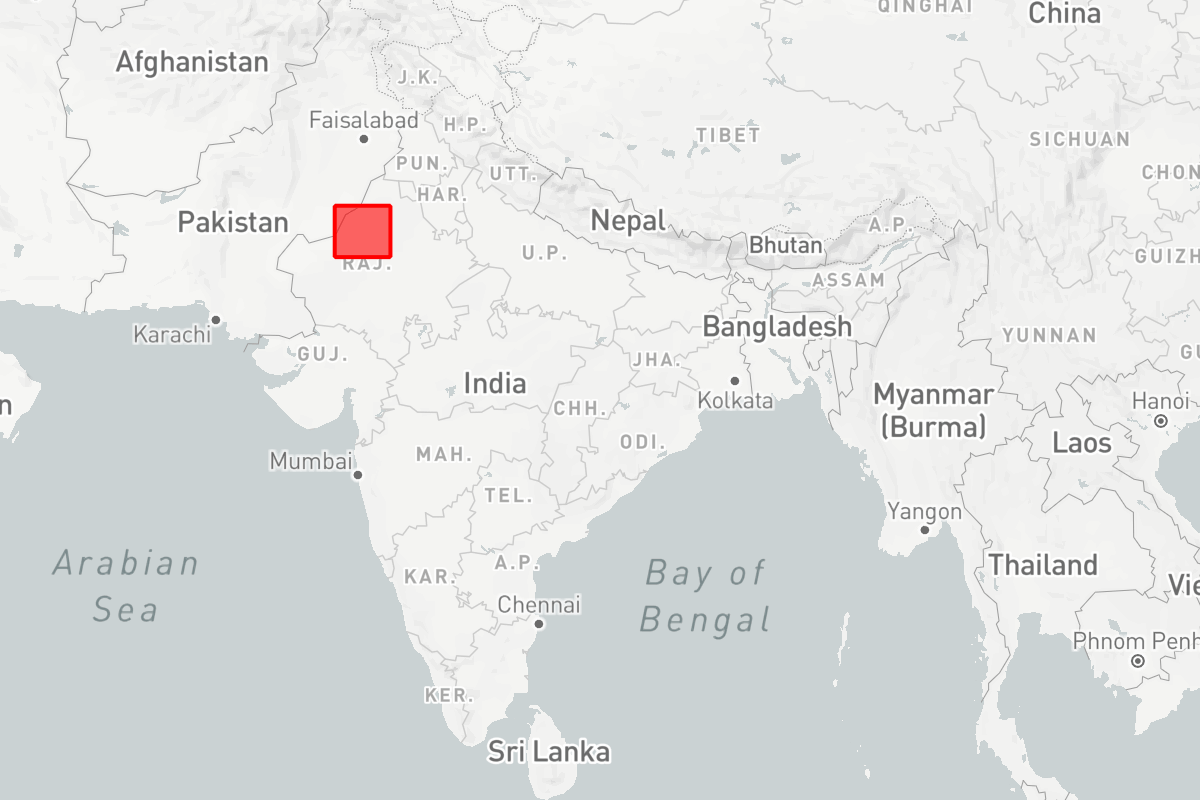 QINGHAI
China
Afghanistan
J.K.
Faisalabad
H.P.
TIBET
SICHUAN
PUN.
UTT.
CHON
HAR.
Pakistan
Nepal
A.P.
Bhutan
U.P.
GUIZH
RAJ.
ASSAM
Karachi
Bangladesh
YUNNAN
GUJ.
JHA.
GU
India
Kolkata
Myanmar
(Burma)
Hanoi
n
CHH.
ODI.
Laos
MAH.
Mumbai
TEL.
Yangon
Arabian
Sea
A.P.
KAR.
Bay of
Bengal
Thailand
Vie
Chennai
Phnom Penh
KER.
Sri Lanka